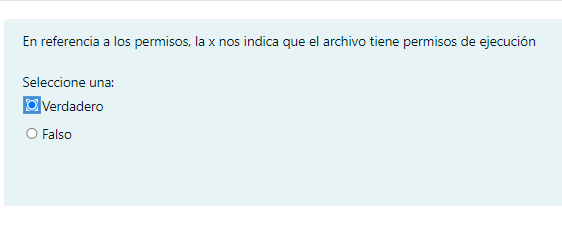 En referencia a los permisos, la x nos indica que el archivo tiene permisos de ejecución
Seleccione una:
Verdadero
Falso